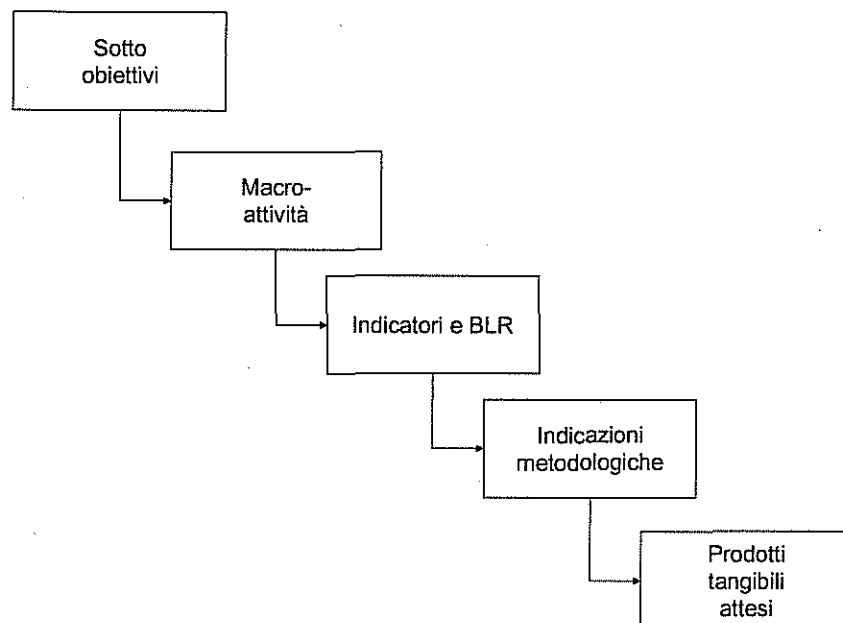 Sotto
obiettivi
Macro-
attività
Indicatori e BLR
Indicazioni
metodologiche
Prodotti
tangibili
attesi